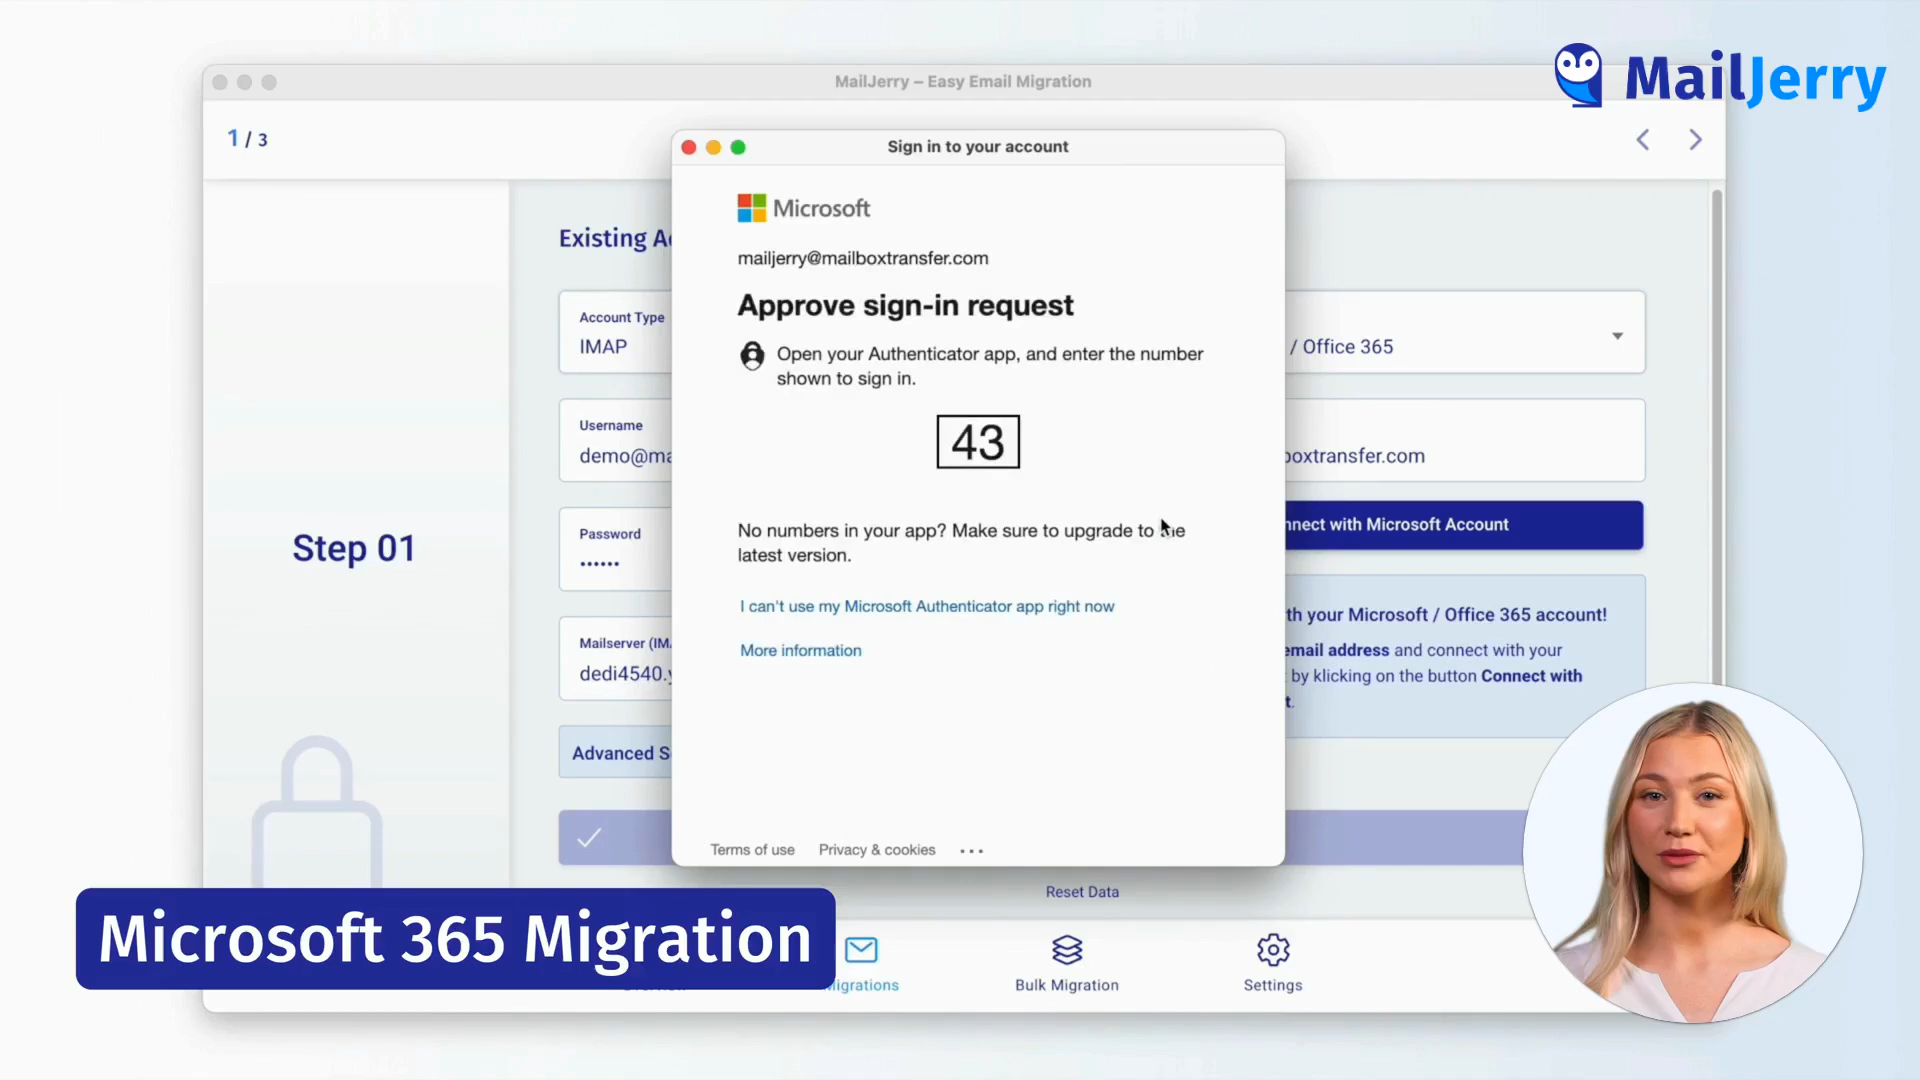 MailJerry – Easy Email Migration
MailJerry
1 / 3
Sign in to your account
Microsoft
mailjerry@mailboxtransfer.com
Approve sign-in request
Open your Authenticator app, and enter the number
shown to sign in.
43
No numbers in your app? Make sure to upgrade to the
latest version.
I can't use my Microsoft Authenticator app right now
More information
Terms of use
Privacy & cookies
Step 01
Existing
Account Type
IMAP
Username
demo@ma
Password
Mailserver (IMA
dedi4540.
Advanced S
/ Office 365
boxtransfer.com
nnect with Microsoft Account
th your Microsoft / Office 365 account!
email address and connect with your
by klicking on the button Connect with
t.
Reset Data
Microsoft 365 Migration
Migrations
Bulk Migration
Settings